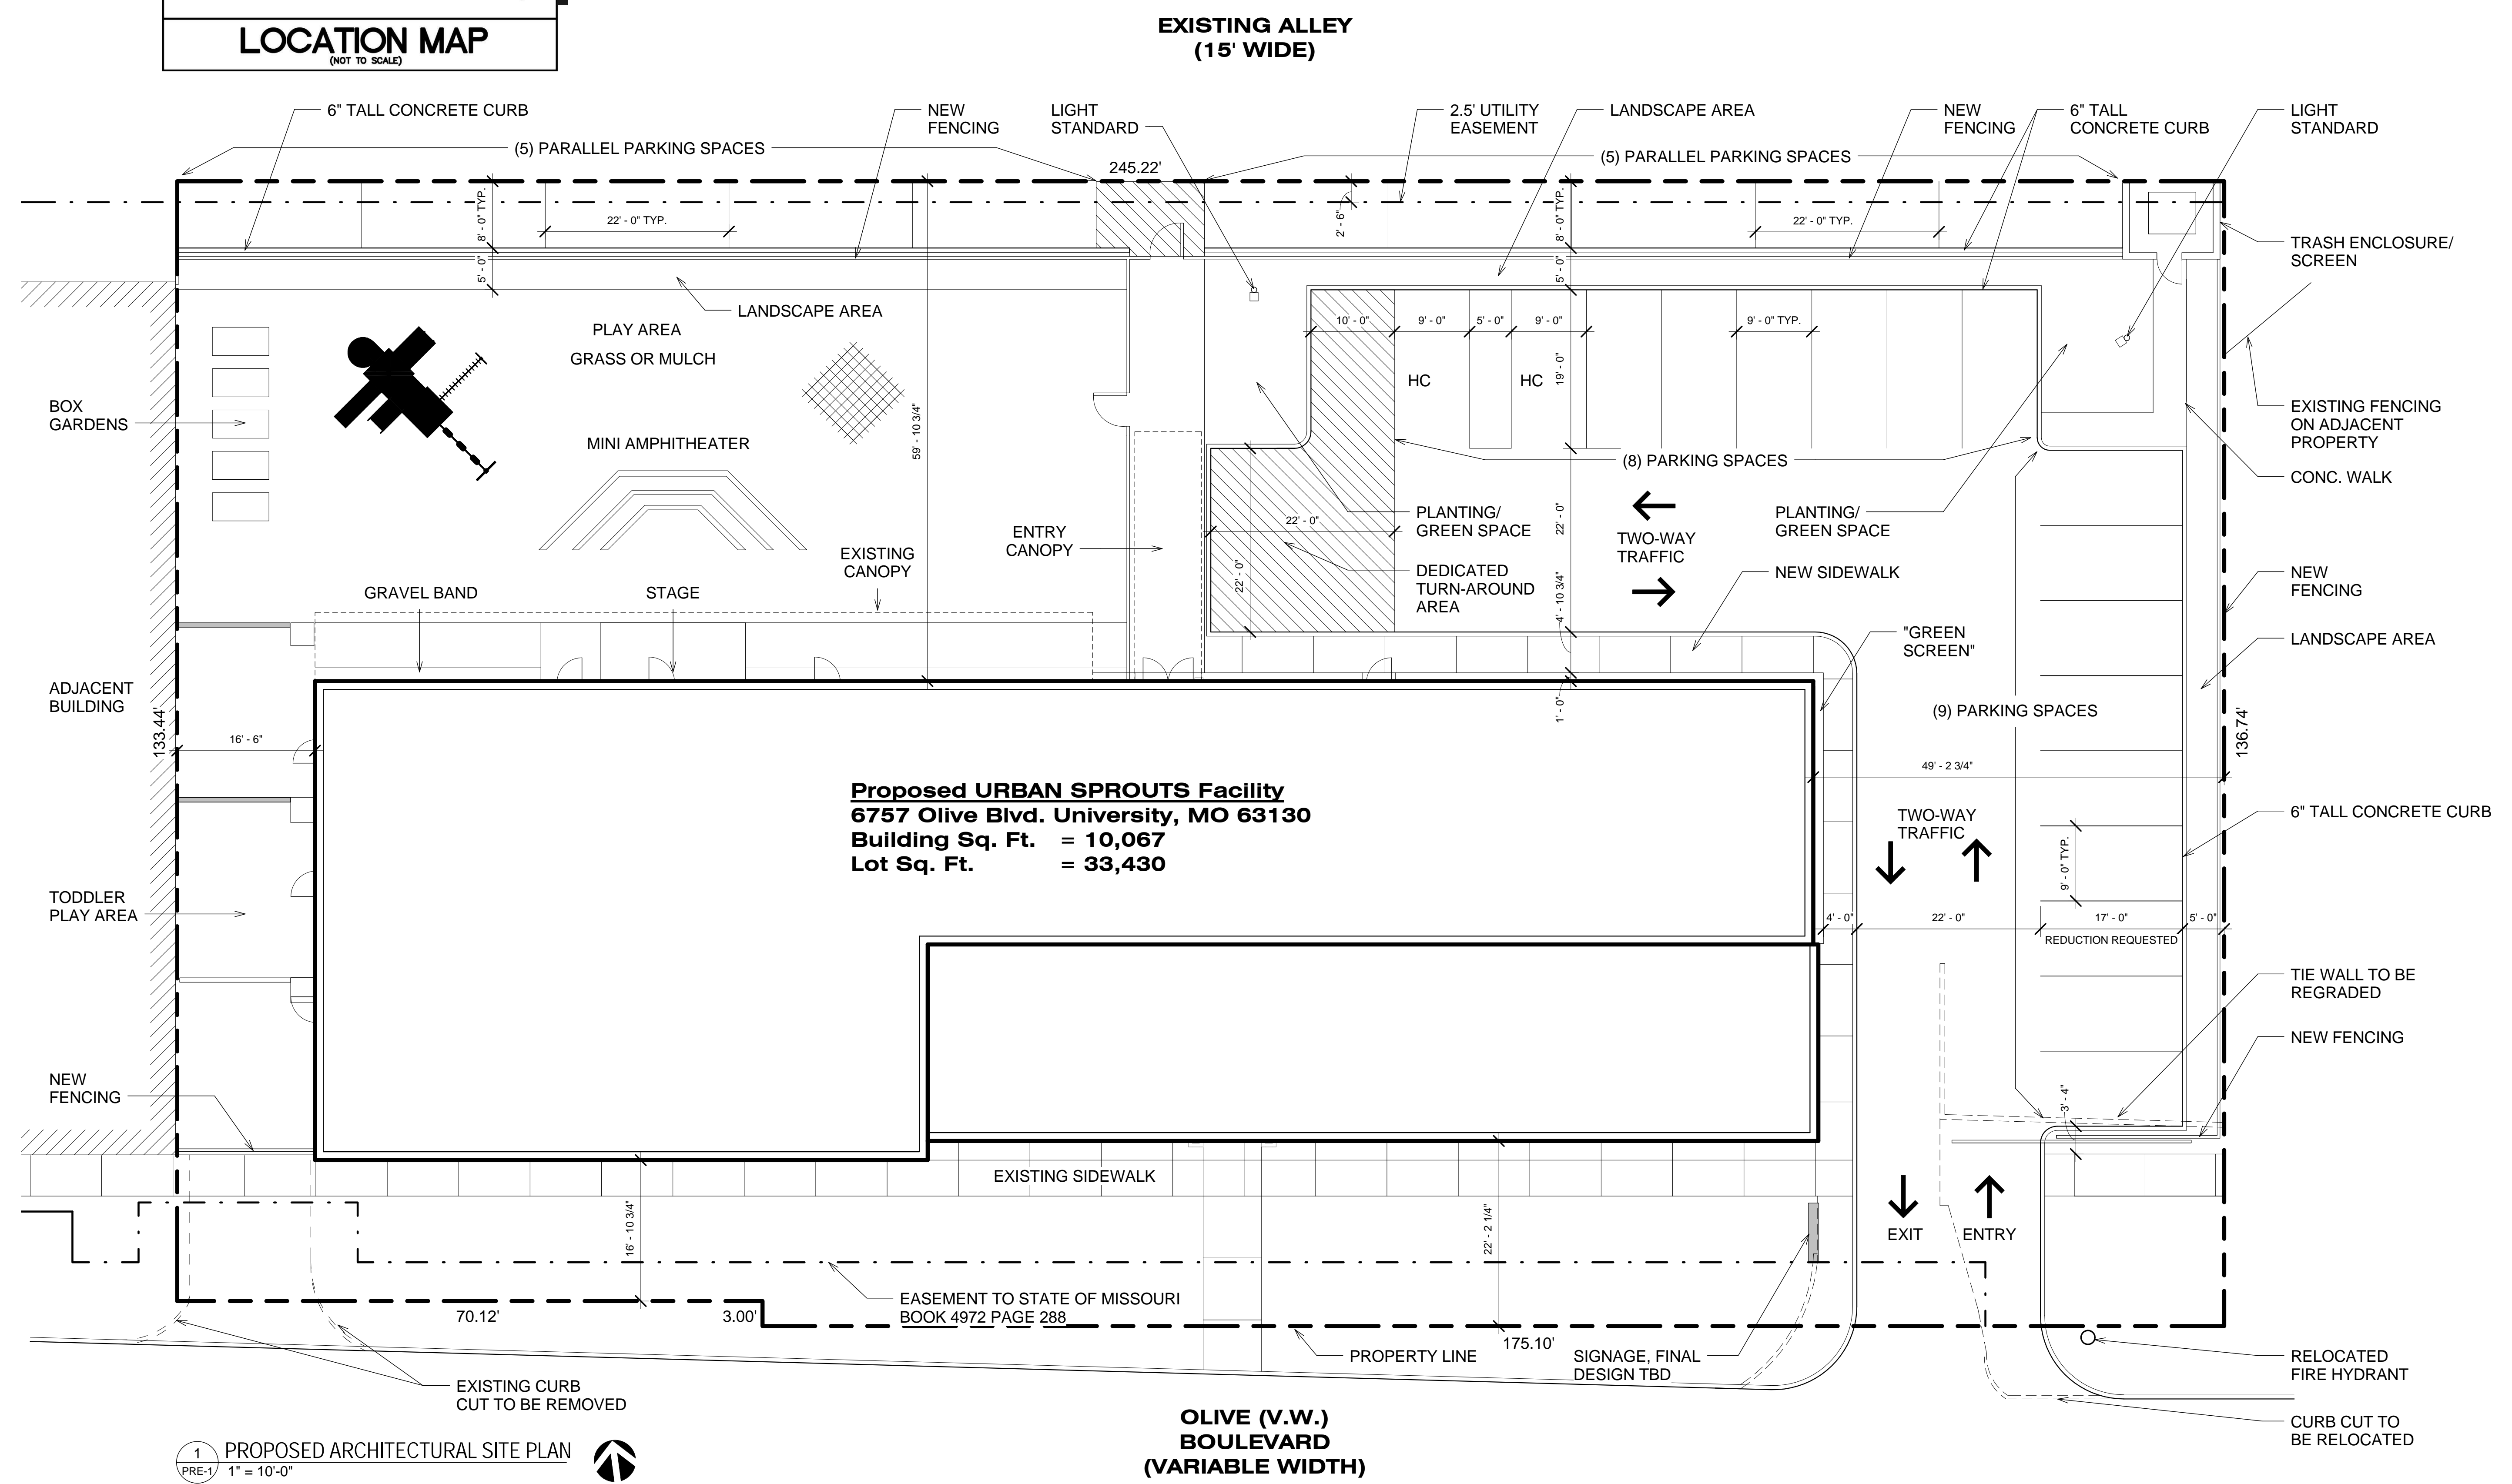 LOCATION MAP
(NOT TO SCALE)
EXISTING ALLEY
(15' WIDE)
6" TALL CONCRETE CURB
NEW
FENCING
LIGHT
STANDARD
2.5' UTILITY
EASEMENT
LANDSCAPE AREA
NEW
FENCING
6" TALL
CONCRETE CURB
LIGHT
STANDARD
(5) PARALLEL PARKING SPACES
245.22'
(5) PARALLEL PARKING SPACES
8' - 0" TYP.
22' - 0" TYP.
2' - 6"
8' - 0" TYP.
22' - 0" TYP.
TRASH ENCLOSURE/
SCREEN
5' - 0"
5' - 0"
LANDSCAPE AREA
PLAY AREA
GRASS OR MULCH
10' - 0"
9' - 0"
5' - 0"
9' - 0"
9' - 0" TYP.
HC
HC
19' - 0"
BOX
GARDENS
59' - 10 3/4"
EXISTING FENCING
ON ADJACENT
PROPERTY
MINI AMPHITHEATER
(8) PARKING SPACES
CONC. WALK
PLANTING/
GREEN SPACE
PLANTING/
GREEN SPACE
22' - 0"
22' - 0"
TWO-WAY
TRAFFIC
ENTRY
CANOPY
EXISTING
CANOPY
22' - 0"
DEDICATED
TURN-AROUND
AREA
NEW SIDEWALK
NEW
FENCING
GRAVEL BAND
STAGE
4' - 10 3/4"
"GREEN
SCREEN"
LANDSCAPE AREA
ADJACENT
BUILDING
133.44'
16' - 6"
1' - 0"
(9) PARKING SPACES
136.74'
49' - 2 3/4"
Proposed URBAN SPROUTS Facility
6757 Olive Blvd. University, MO 63130
Building Sq. Ft. = 10,067
Lot Sq. Ft. = 33,430
TWO-WAY
TRAFFIC
6" TALL CONCRETE CURB
9' - 0" TYP.
TODDLER
PLAY AREA
4' - 0"
22' - 0"
17' - 0"
5' - 0"
REDUCTION REQUESTED
TIE WALL TO BE
REGRADED
NEW FENCING
NEW
FENCING
3' - 4"
EXISTING SIDEWALK
16' - 10 3/4"
22' - 2 1/4"
EXIT
ENTRY
70.12'
3.00'
EASEMENT TO STATE OF MISSOURI
BOOK 4972 PAGE 288
175.10'
PROPERTY LINE
SIGNAGE, FINAL
DESIGN TBD
RELOCATED
FIRE HYDRANT
EXISTING CURB
CUT TO BE REMOVED
OLIVE (V.W.)
BOULEVARD
(VARIABLE WIDTH)
CURB CUT TO
BE RELOCATED
1
PRE-1
PROPOSED ARCHITECTURAL SITE PLAN
1" = 10'-0"